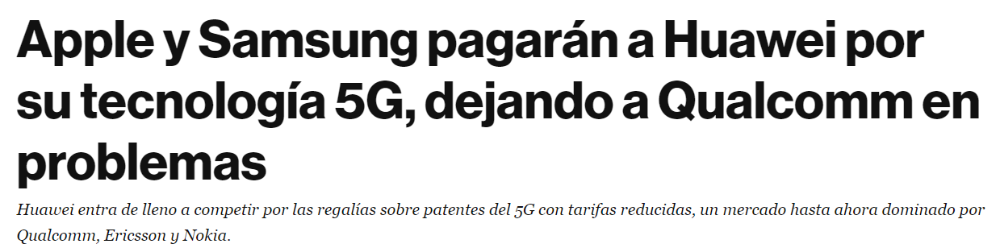 Apple y Samsung pagarán a Huawei por
su tecnología 5G, dejando a Qualcomm en
problemas
Huawei entra de lleno a competir por las regalías sobre patentes del 5G con tarifas reducidas, un mercado hasta ahora dominado por
Qualcomm, Ericsson y Nokia.